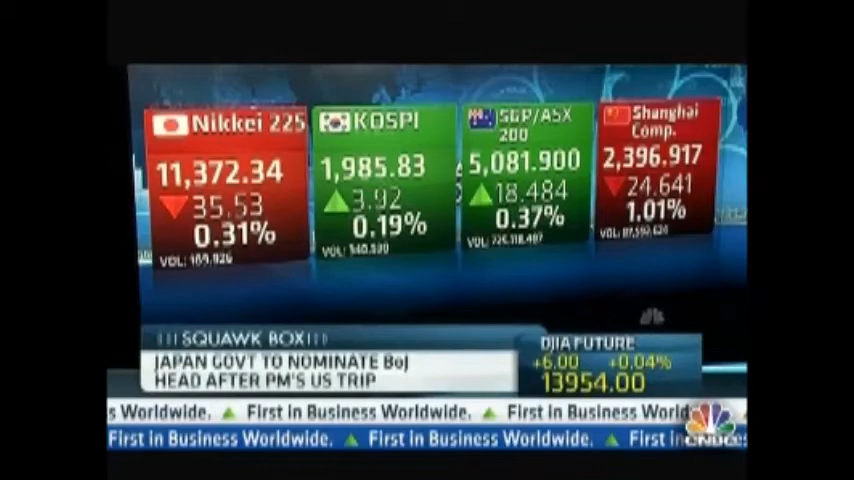 Nikkei 225
11,372.34
35.53
0.31%
KOSPI
1,985.83
3.92
0.19%
VOL: 340,590
S&P/ASX
200
5,081.900
18.484
0.37%
Shanghai
Comp.
2,396.917
24.641
1.01%
SQUAWK BOX
JAPAN GOVT TO NOMINATE BoJ
HEAD AFTER PM'S US TRIP
DJIA FUTURE
+6.00 +0.04%
13954.00
s Worldwide. First in Business Worldwide. First in Business World
First in Business Worldwide. First in Business Worldwide. First in
CNBC